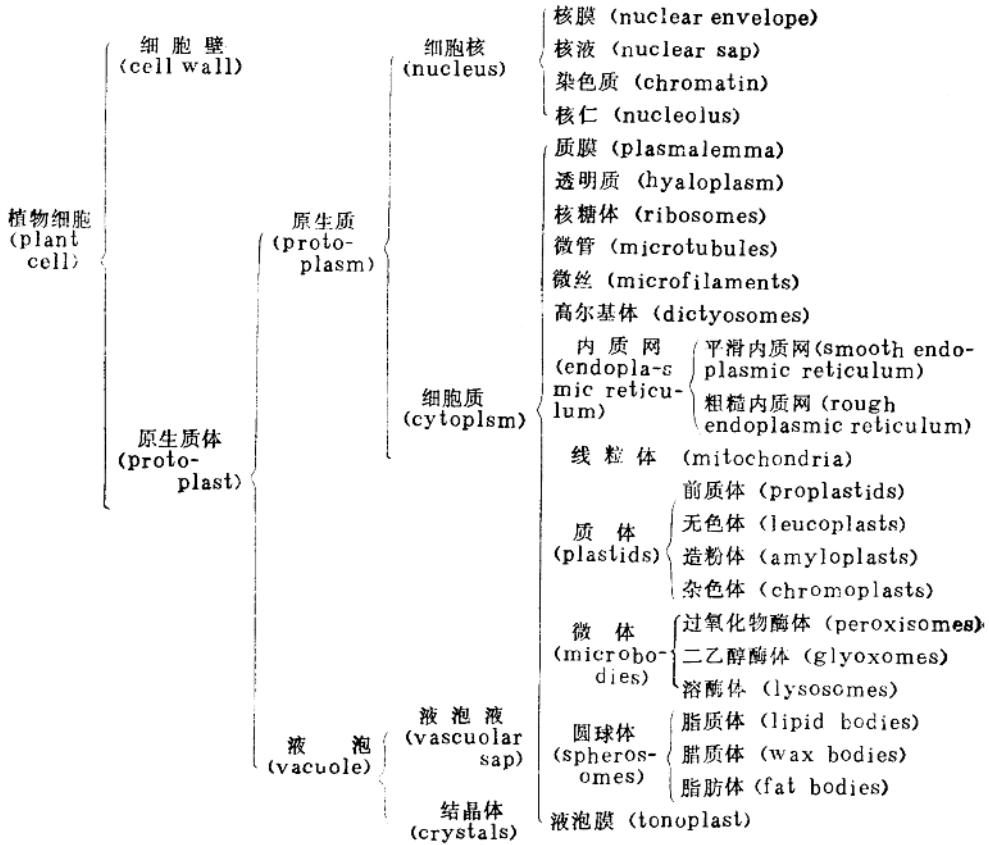 植物细胞
(plant
cell)
细 胞 壁
(cell wall)
原生质体
(proto-
plast)
原生质
(proto-
plasm)
细胞核
(nucleus)
核膜 (nuclear envelope)
核液 (nuclear sap)
染色质 (chromatin)
核仁 (nucleolus)
细胞质
(cytoplsm)
质膜 (plasmalemma)
透明质 (hyaloplasm)
核糖体 (ribosomes)
微管 (microtubules)
微丝 (microfilaments)
高尔基体 (dictyosomes)
内 质 网
(endopla-s
mic reticu-
lum)
平滑内质网(smooth endo-
plasmic reticulum)
粗糙内质网 (rough
endoplasmic reticulum)
线 粒 体 (mitochondria)
质 体
(plastids)
前质体 (proplastids)
无色体 (leucoplasts)
造粉体 (amyloplasts)
杂色体 (chromoplasts)
微 体
(microbo-
dies)
过氧化物酶体 (peroxisomes)
二乙醇酶体 (glyoxomes)
溶酶体 (lysosomes)
圆球体
(spheros-
omes)
脂质体 (lipid bodies)
腊质体 (wax bodies)
脂肪体 (fat bodies)
液泡膜 (tonoplast)
液 泡
(vacuole)
液 泡 液
(vascuolar
sap)
结晶体
(crystals)